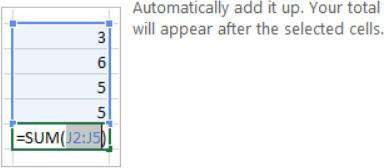 Automatically add it up. Your total
will appear after the selected cells.
3
6
5
5
=SUM(J2:J5)